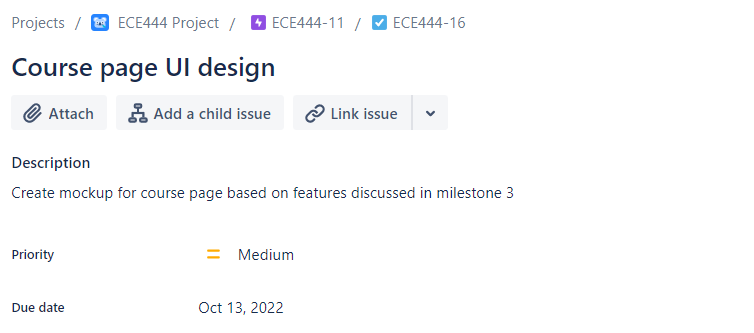 Projects / ECE444 Project / ECE444-11 / ECE444-16
Course page UI design
Attach Add a child issue Link issue
Description
Create mockup for course page based on features discussed in milestone 3
Priority Medium
Due date Oct 13, 2022